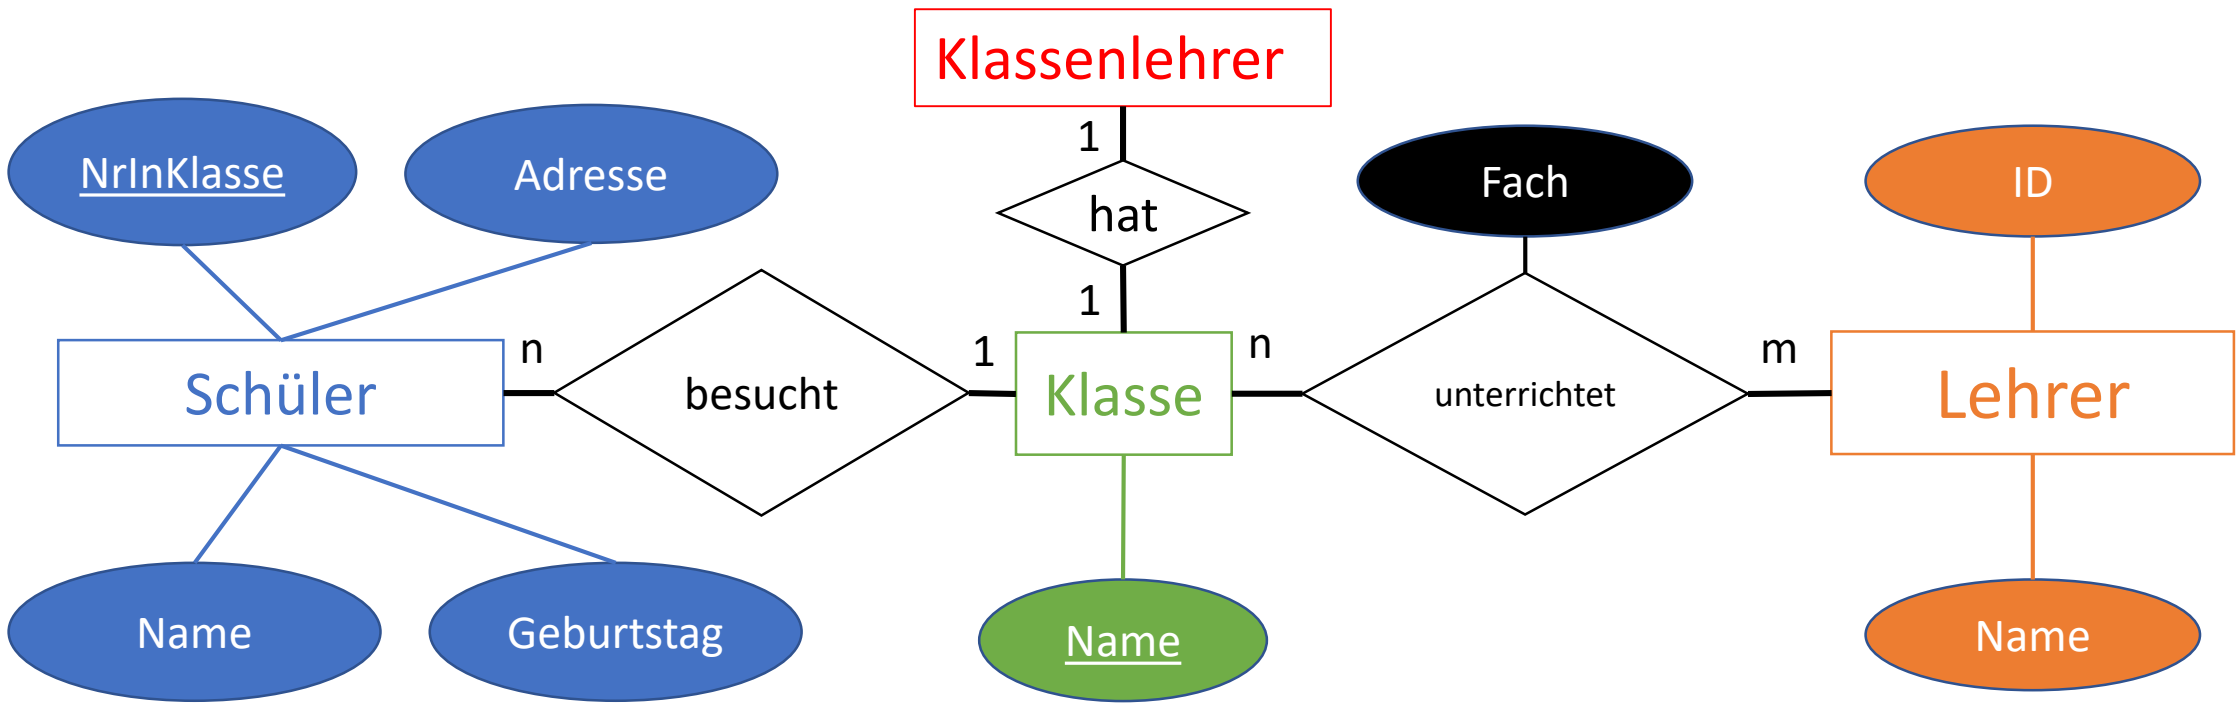 Klassenlehrer
1
NrInKlasse
Adresse
hat
Fach
ID
1
Schüler
n
besucht
1
Klasse
n
unterrichtet
m
Lehrer
Name
Geburtstag
Name
Name